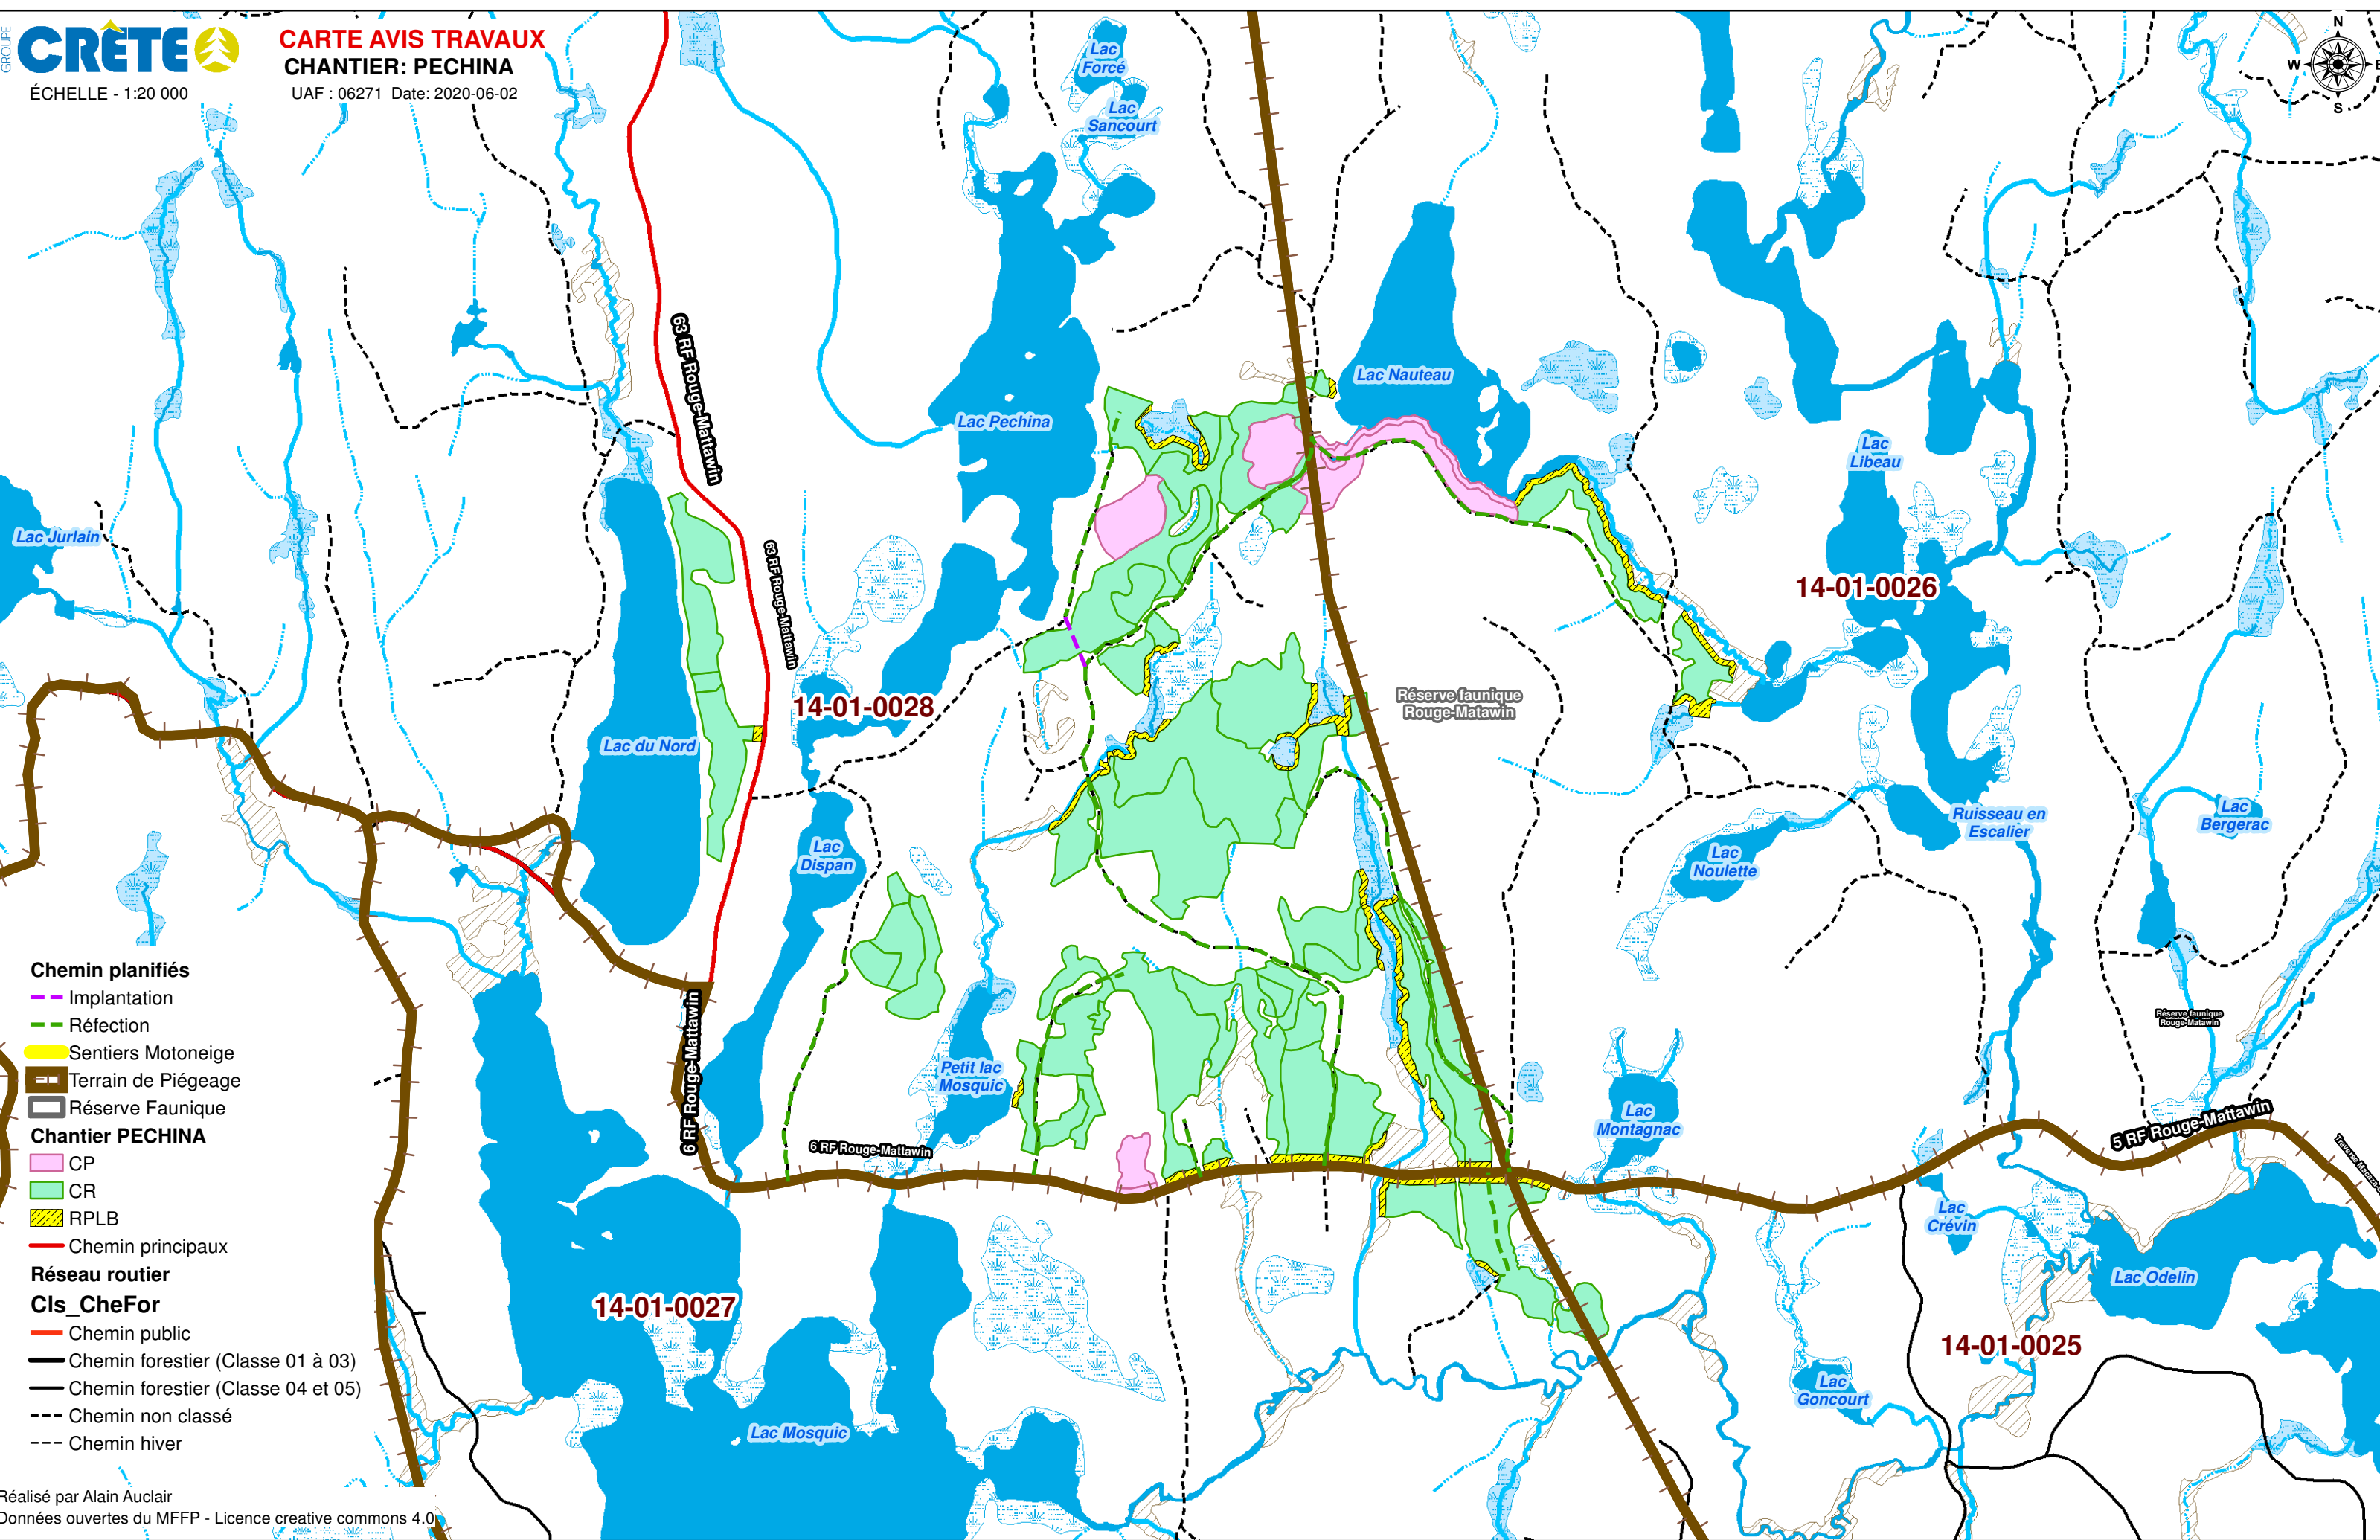 GROUPE
CRÊTE
ÉCHELLE - 1:20 000
CARTE AVIS TRAVAUX
CHANTIER: PECHINA
UAF : 06271 Date: 2020-06-02
N
W
E
S
Lac
Forcé
Lac
Sancourt
63 RF Rouge-Mattawin
Lac Nauteau
Lac Pechina
Lac
Libeau
Lac Jurlain
63 RF Rouge-Mattawin
14-01-0026
14-01-0028
Réserve faunique
Rouge-Matawin
Lac du Nord
Lac
Dispan
Lac
Noulette
Ruisseau en
Escalier
Lac
Bergerac
Réserve faunique
Rouge-Matawin
Petit lac
Mosquic
6 RF Rouge-Mattawin
6 RF Rouge-Mattawin
Lac
Montagnac
5 RF Rouge-Mattawin
Lac
Crévin
Lac Odelin
14-01-0027
14-01-0025
Lac
Goncourt
Lac Mosquic
Chemin planifiés
Implantation
Réfection
Sentiers Motoneige
Terrain de Piégeage
Réserve Faunique
Chantier PECHINA
CP
CR
RPLB
Chemin principaux
Réseau routier
Cls_CheFor
Chemin public
Chemin forestier (Classe 01 à 03)
Chemin forestier (Classe 04 et 05)
Chemin non classé
Chemin hiver
Réalisé par Alain Auclair
Données ouvertes du MFFP - Licence creative commons 4.0